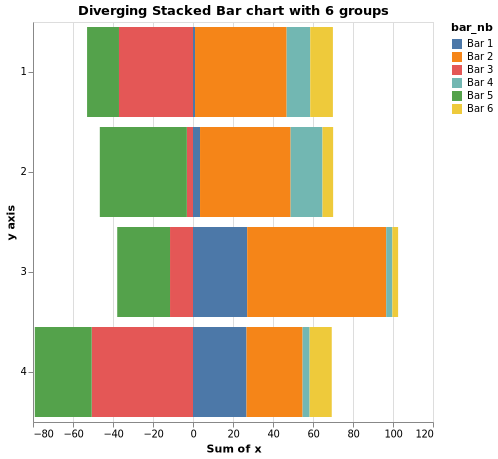 Diverging Stacked Bar chart with 6 groups
bar_nb
Bar 1
Bar 2
Bar 3
Bar 4
Bar 5
Bar 6
y axis
1
2
3
4
−80 −60 −40 −20 0 20 40 60 80 100 120
Sum of x